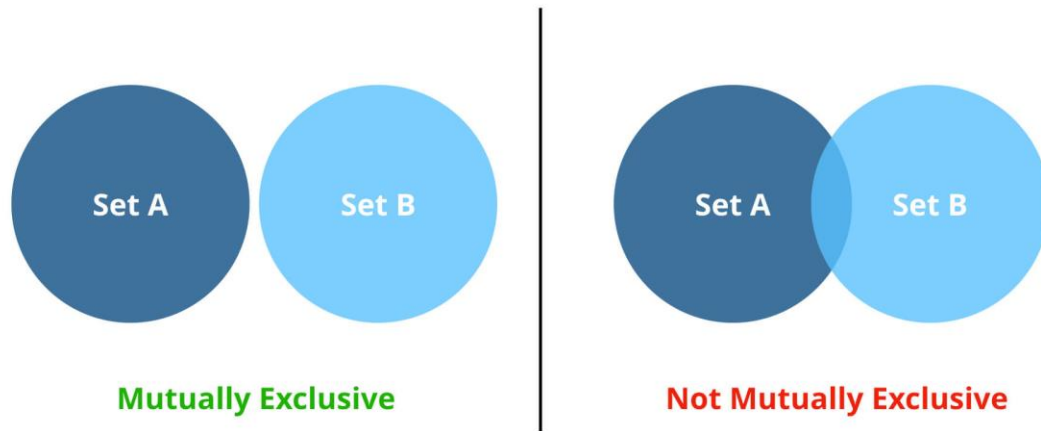 Set A
Set B
Mutually Exclusive
Set A
Set B
Not Mutually Exclusive